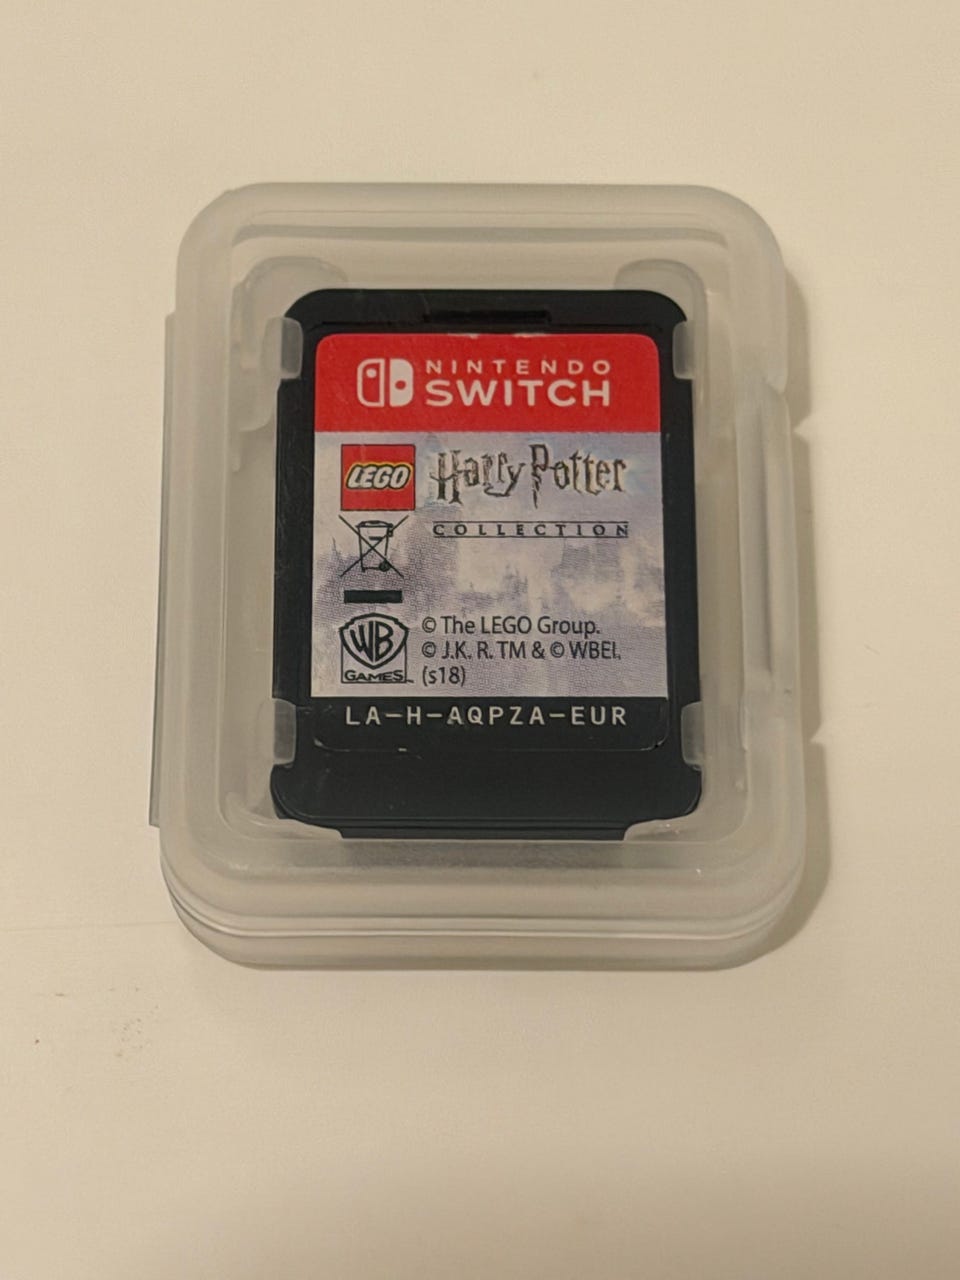 NINTENDO
SWITCH
LEGO
Harry Potter
COLLECTION
WB
GAMES
© The LEGO Group.
© J.K. R. TM & © WBEI.
(s18)
LA-H-AQPZA-EUR